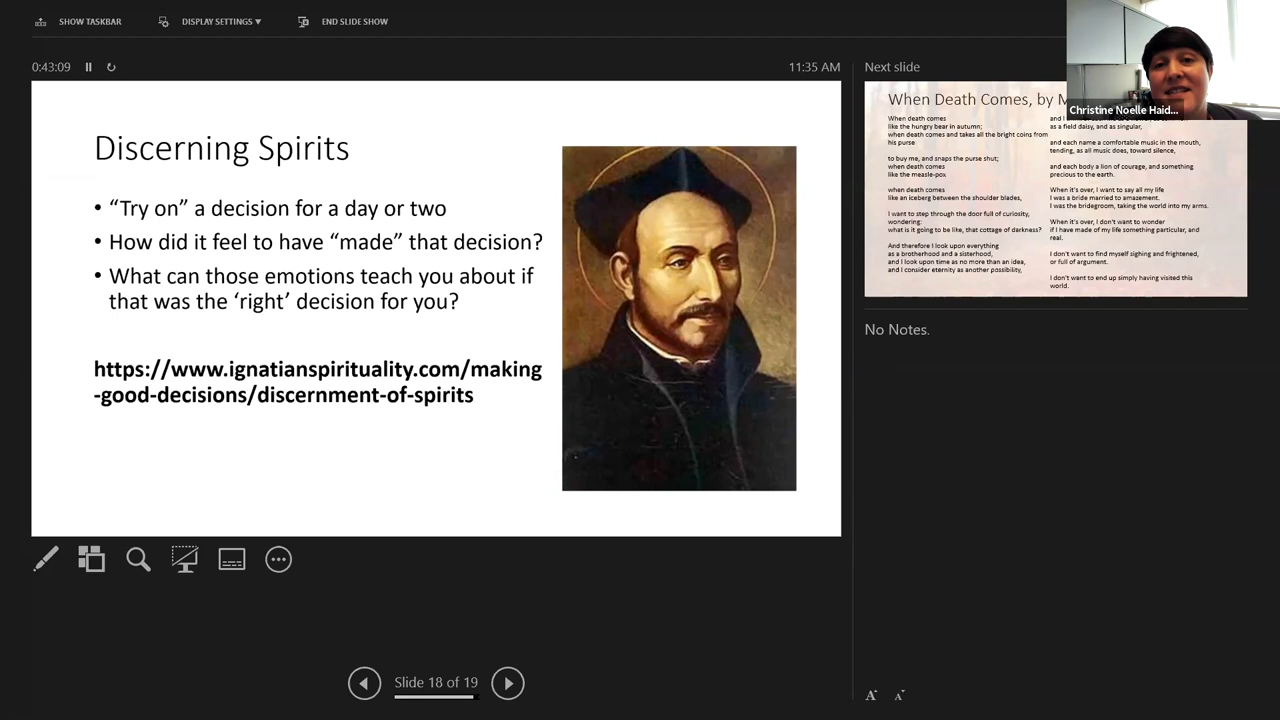 SHOW TASKBAR
DISPLAY SETTINGS ▼
END SLIDE SHOW
0:43:09
11:35 AM
Discerning Spirits
• “Try on” a decision for a day or two
• How did it feel to have “made” that decision?
• What can those emotions teach you about if
that was the ‘right’ decision for you?
https://www.ignatianspirituality.com/making
-good-decisions/discernment-of-spirits
Slide 18 of 19
Next slide
Christine Noelle Haid...
When Death Comes, by
When death comes
like the hungry bear in autumn;
when death comes and takes all the bright coins from
his purse
to buy me, and snaps the purse shut;
when death comes
like the measle-pox
when death comes
like an iceberg between the shoulder blades,
I want to step through the door full of curiosity,
wondering:
what is it going to be like, that cottage of darkness?
And therefore I look upon everything
as a brotherhood and a sisterhood,
and I look upon time as no more than an idea,
and I consider eternity as another possibility,
as a field daisy, and as singular,
and each name a comfortable music in the mouth,
tending, as all music does, toward silence,
and each body a lion of courage, and something
precious to the earth.
When it's over, I want to say all my life
I was a bride married to amazement.
I was the bridegroom, taking the world into my arms.
When it's over, I don't want to wonder
if I have made of my life something particular, and
real.
I don't want to find myself sighing and frightened,
or full of argument.
I don't want to end up simply having visited this
world.
No Notes.
A A